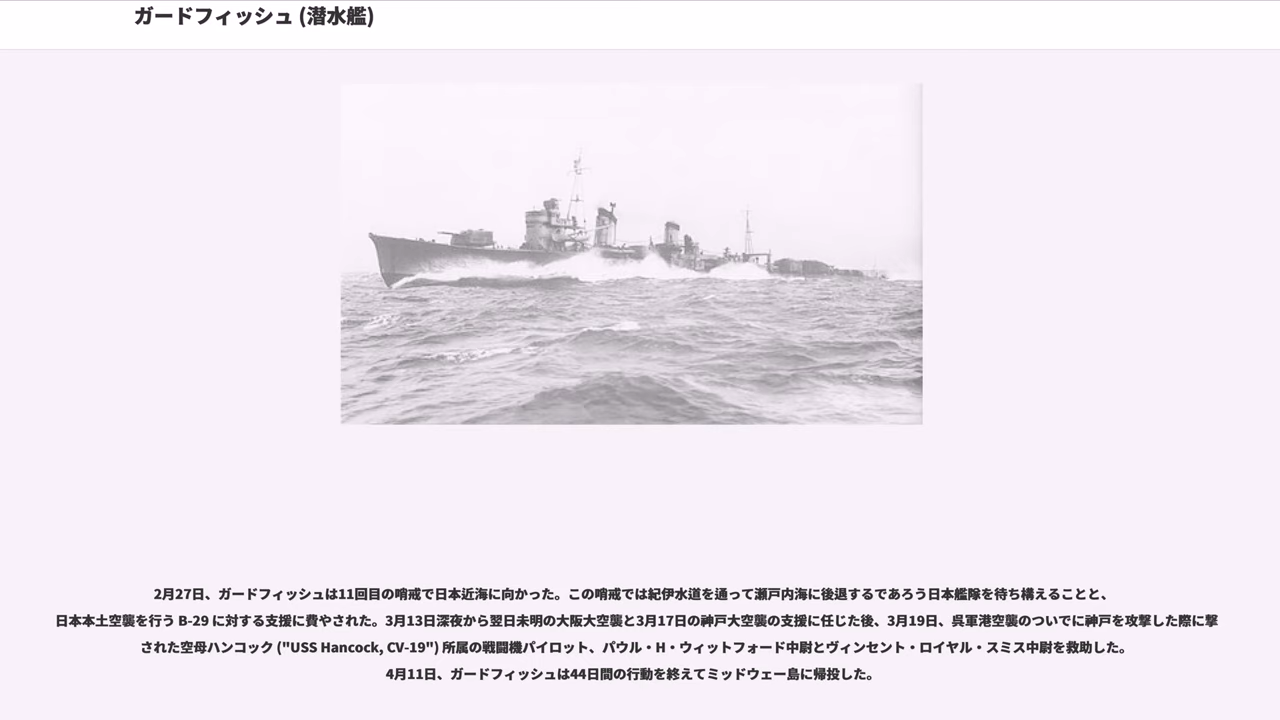 ガードフィッシュ (潜水艦)
2月27日、ガードフィッシュは11回目の哨戒で日本近海に向かった。この哨戒では紀伊水道を通って瀬戸内海に後退するであろう日本艦隊を待ち構えることと、
日本本土空襲を行う B-29 に対する支援に費やされた。3月13日深夜から翌日未明の大阪大空襲と3月17日の神戸大空襲の支援に任じた後、3月19日、呉軍港空襲のついでに神戸を攻撃した際に撃
された空母ハンコック ("USS Hancock, CV-19") 所属の戦闘機パイロット、パウル・H・ウィットフォード中尉とヴィンセント・ロイヤル・スミス中尉を救助した。
4月11日、ガードフィッシュは44日間の行動を終えてミッドウェー島に帰投した。